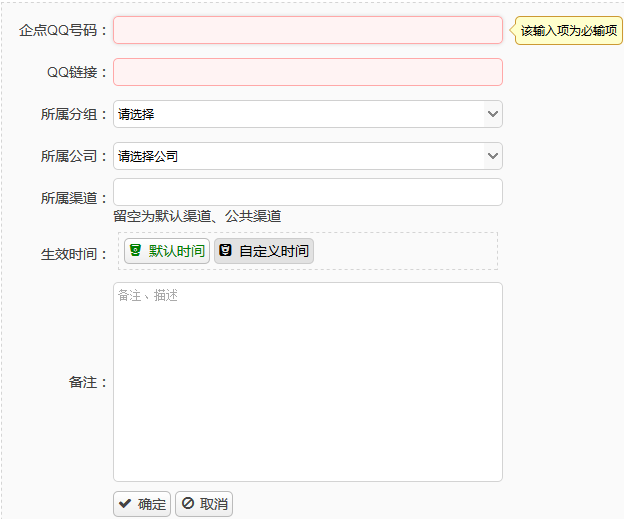 企点QQ号码： 该输入项为必输项
QQ链接：
所属分组： 请选择
所属公司： 请选择公司
所属渠道：
留空为默认渠道、公共渠道
生效时间： 默认时间 自定义时间
备注、描述
备注：
确定 取消